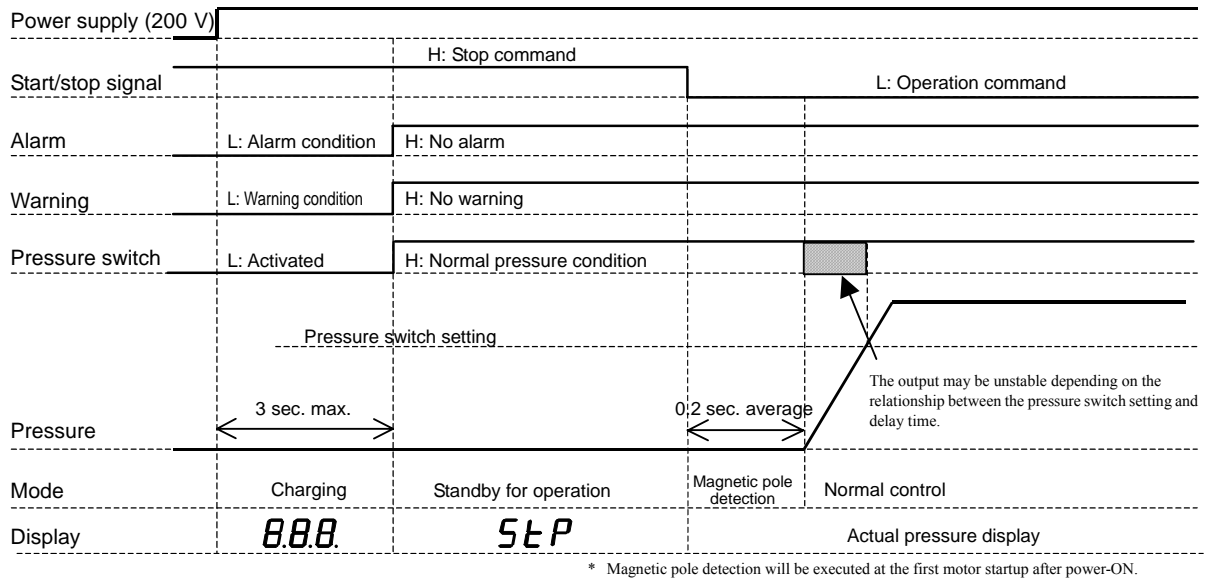 Power supply (200 V)
H: Stop command
Start/stop signal
L: Operation command
Alarm
L: Alarm condition
H: No alarm
Warning
L: Warning condition
H: No warning
Pressure switch
L: Activated
H: Normal pressure condition
Pressure switch setting
The output may be unstable depending on the
relationship between the pressure switch setting and
delay time.
3 sec. max.
0.2 sec. average
Pressure
Mode
Charging
Standby for operation
Magnetic pole
detection
Normal control
Display
8.8.8.
StP
Actual pressure display
* Magnetic pole detection will be executed at the first motor startup after power-ON.